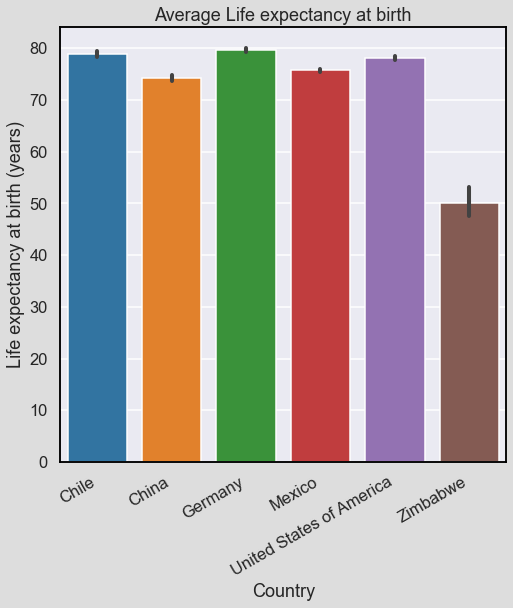 Average Life expectancy at birth
Life expectancy at birth (years)
80
70
60
50
40
30
20
10
0
Chile
China
Germany
Mexico
United States of America
Zimbabwe
Country